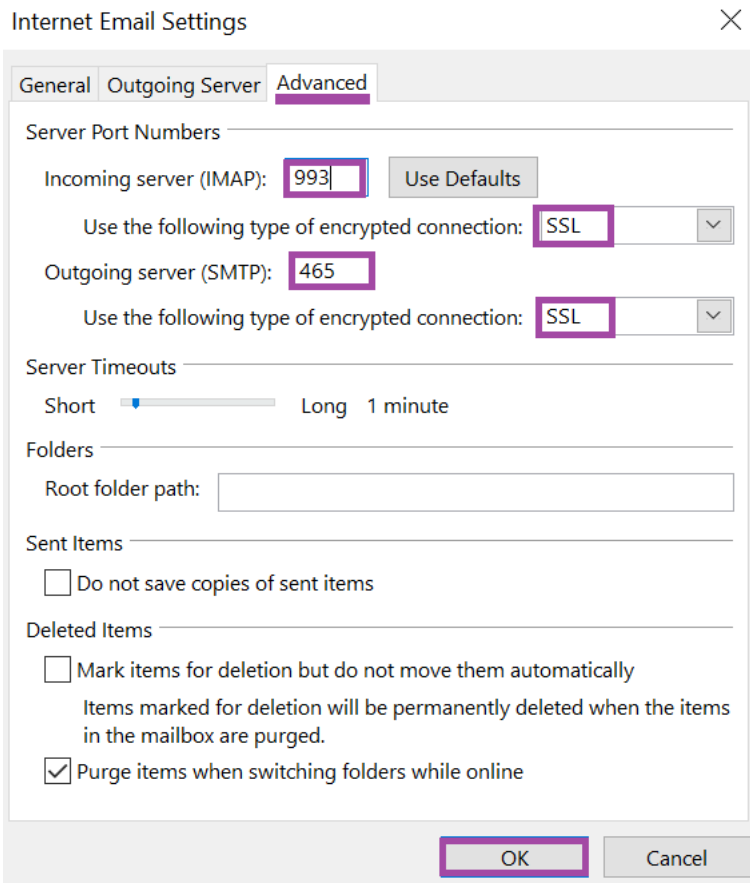 Internet Email Settings
General Outgoing Server Advanced
Server Port Numbers
Incoming server (IMAP): 993 Use Defaults
Use the following type of encrypted connection: SSL
Outgoing server (SMTP): 465
Use the following type of encrypted connection: SSL
Server Timeouts
Short Long 1 minute
Folders
Root folder path:
Sent Items
Do not save copies of sent items
Deleted Items
Mark items for deletion but do not move them automatically
Items marked for deletion will be permanently deleted when the items
in the mailbox are purged.
Purge items when switching folders while online
OK Cancel